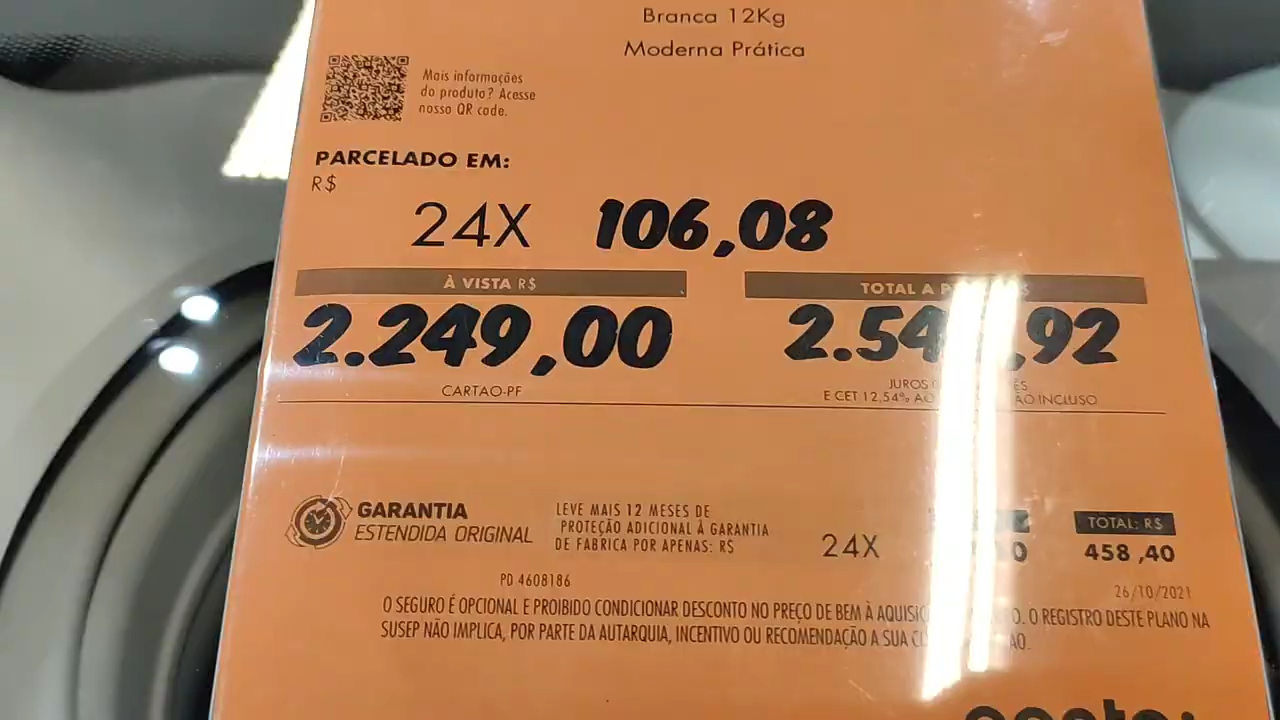 Branca 12Kg
Moderna Prática
Mais informações
do produto? Acesse
nosso QR code.
PARCELADO EM:
R$
24X 106,08
À VISTA R$
TOTAL A
2.249,00
2.54 ,92
CARTAO-PF
JUROS
E CET 12,54% AO INCLUSO
GARANTIA
ESTENDIDA ORIGINAL
LEVE MAIS 12 MESES DE
PROTEÇÃO ADICIONAL À GARANTIA
DE FABRICA POR APENAS: R$
24X
TOTAL: R$
458,40
PD 4608186
26/10/2021
O SEGURO É OPCIONAL E PROIBIDO CONDICIONAR DESCONTO NO PREÇO DE BEM À O REGISTRO DESTE PLANO NA
SUSEP NÃO IMPLICA, POR PARTE DA AUTARQUIA, INCENTIVO OU RECOMENDAÇÃO A SUA